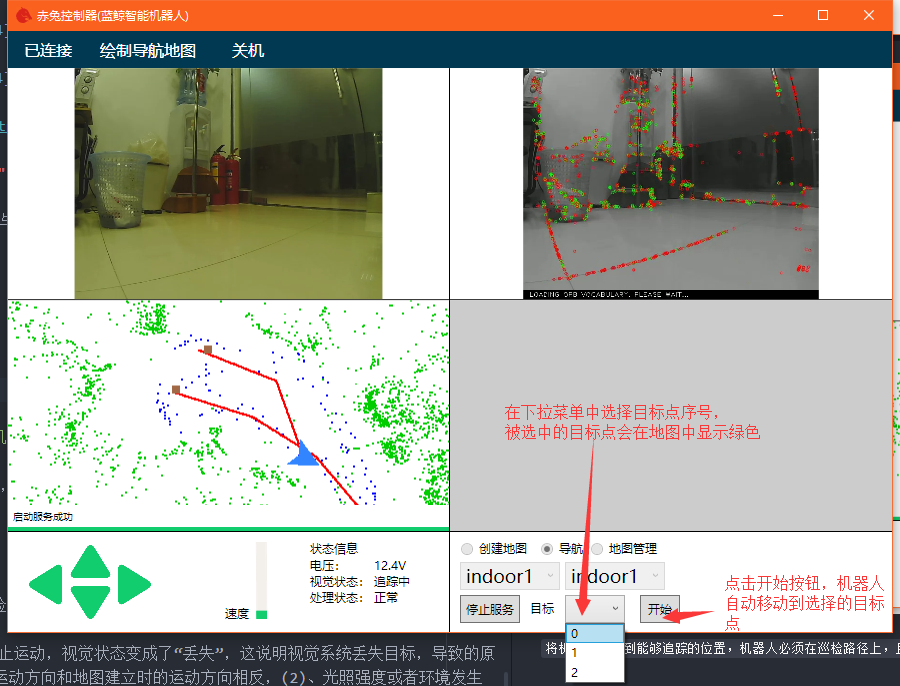 赤兔控制器(蓝鲸智能机器人)
已连接 绘制导航地图 关机
LOADING ORB VOCABULARY. PLEASE WAIT...
在下拉菜单中选择目标点序号，
被选中的目标点会在地图中显示绿色
启动服务成功
状态信息
电压： 12.4V
视觉状态： 追踪中
处理状态： 正常
速度
创建地图 导航 地图管理
indoor1 indoor1
停止服务 目标 开始
0
1
2
点击开始按钮，机器人
自动移动到选择的目标
点
止运动，视觉状态变成了“丢失”，这说明视觉系统丢失目标，导致的原
运动方向和地图建立时的运动方向相反，(2)、光照强度或者环境发生
到能够追踪的位置，机器人必须在巡检路径上，且